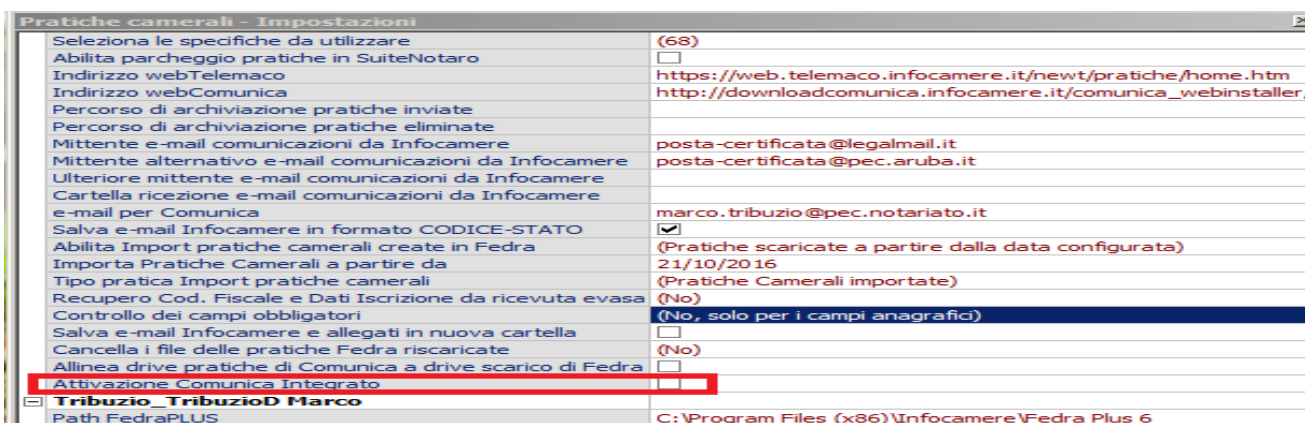 Pratiche camerali - Impostazioni
Seleziona le specifiche da utilizzare (68)
Abilita parcheggio pratiche in SuiteNotaro
Indirizzo webTelemaco https://web.telemaco.infocamere.it/newt/pratiche/home.htm
Indirizzo webComunica http://downloadcomunica.infocamere.it/comunica_webinstaller,
Percorso di archiviazione pratiche inviate
Percorso di archiviazione pratiche eliminate
Mittente e-mail comunicazioni da Infocamere posta-certificata@legalmail.it
Mittente alternativo e-mail comunicazioni da Infocamere posta-certificata@pec.aruba.it
Ulteriore mittente e-mail comunicazioni da Infocamere
Cartella ricezione e-mail comunicazioni da Infocamere
e-mail per Comunica marco.tribuzio@pec.notariato.it
Salva e-mail Infocamere in formato CODICE-STATO
Abilita Import pratiche camerali create in Fedra (Pratiche scaricate a partire dalla data configurata)
Importa Pratiche Camerali a partire da 21/10/2016
Tipo pratica Import pratiche camerali (Pratiche Camerali importate)
Recupero Cod. Fiscale e Dati Iscrizione da ricevuta evasa (No)
Controllo dei campi obbligatori (No, solo per i campi anagrafici)
Salva e-mail Infocamere e allegati in nuova cartella
Cancella i file delle pratiche Fedra riscaricate (No)
Allinea drive pratiche di Comunica a drive scarico di Fedra
Attivazione Comunica Integrato
Tribuzio_TribuzioD Marco
Path FedraPLUS C:\Program Files (x86)\Infocamere\Fedra Plus 6